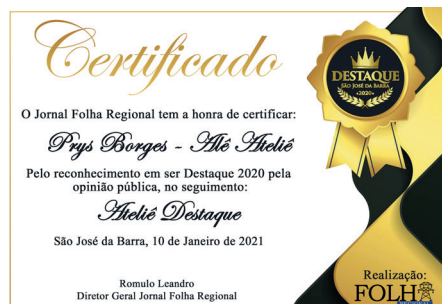 Certificado
DESTAQUE
SÃO JOSÉ DA BARRA
2020
O Jornal Folha Regional tem a honra de certificar:
Prys Borges - Alê Ateliê
Pelo reconhecimento em ser Destaque 2020 pela
opinião pública, no seguimento:
Ateliê Destaque
São José da Barra, 10 de Janeiro de 2021
Romulo Leandro
Diretor Geral Jornal Folha Regional
Realização:
FOLH